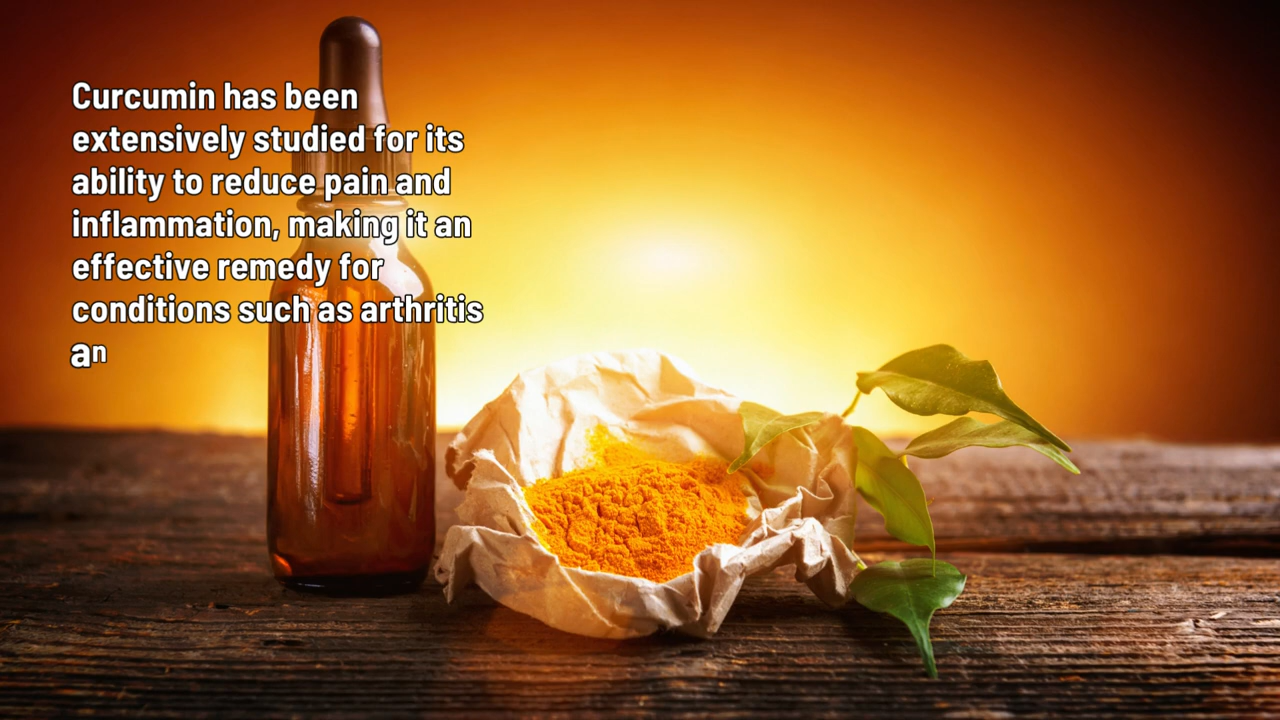 Curcumin has been
extensively studied for its
ability to reduce pain and
inflammation, making it an
effective remedy for
conditions such as arthritis
an